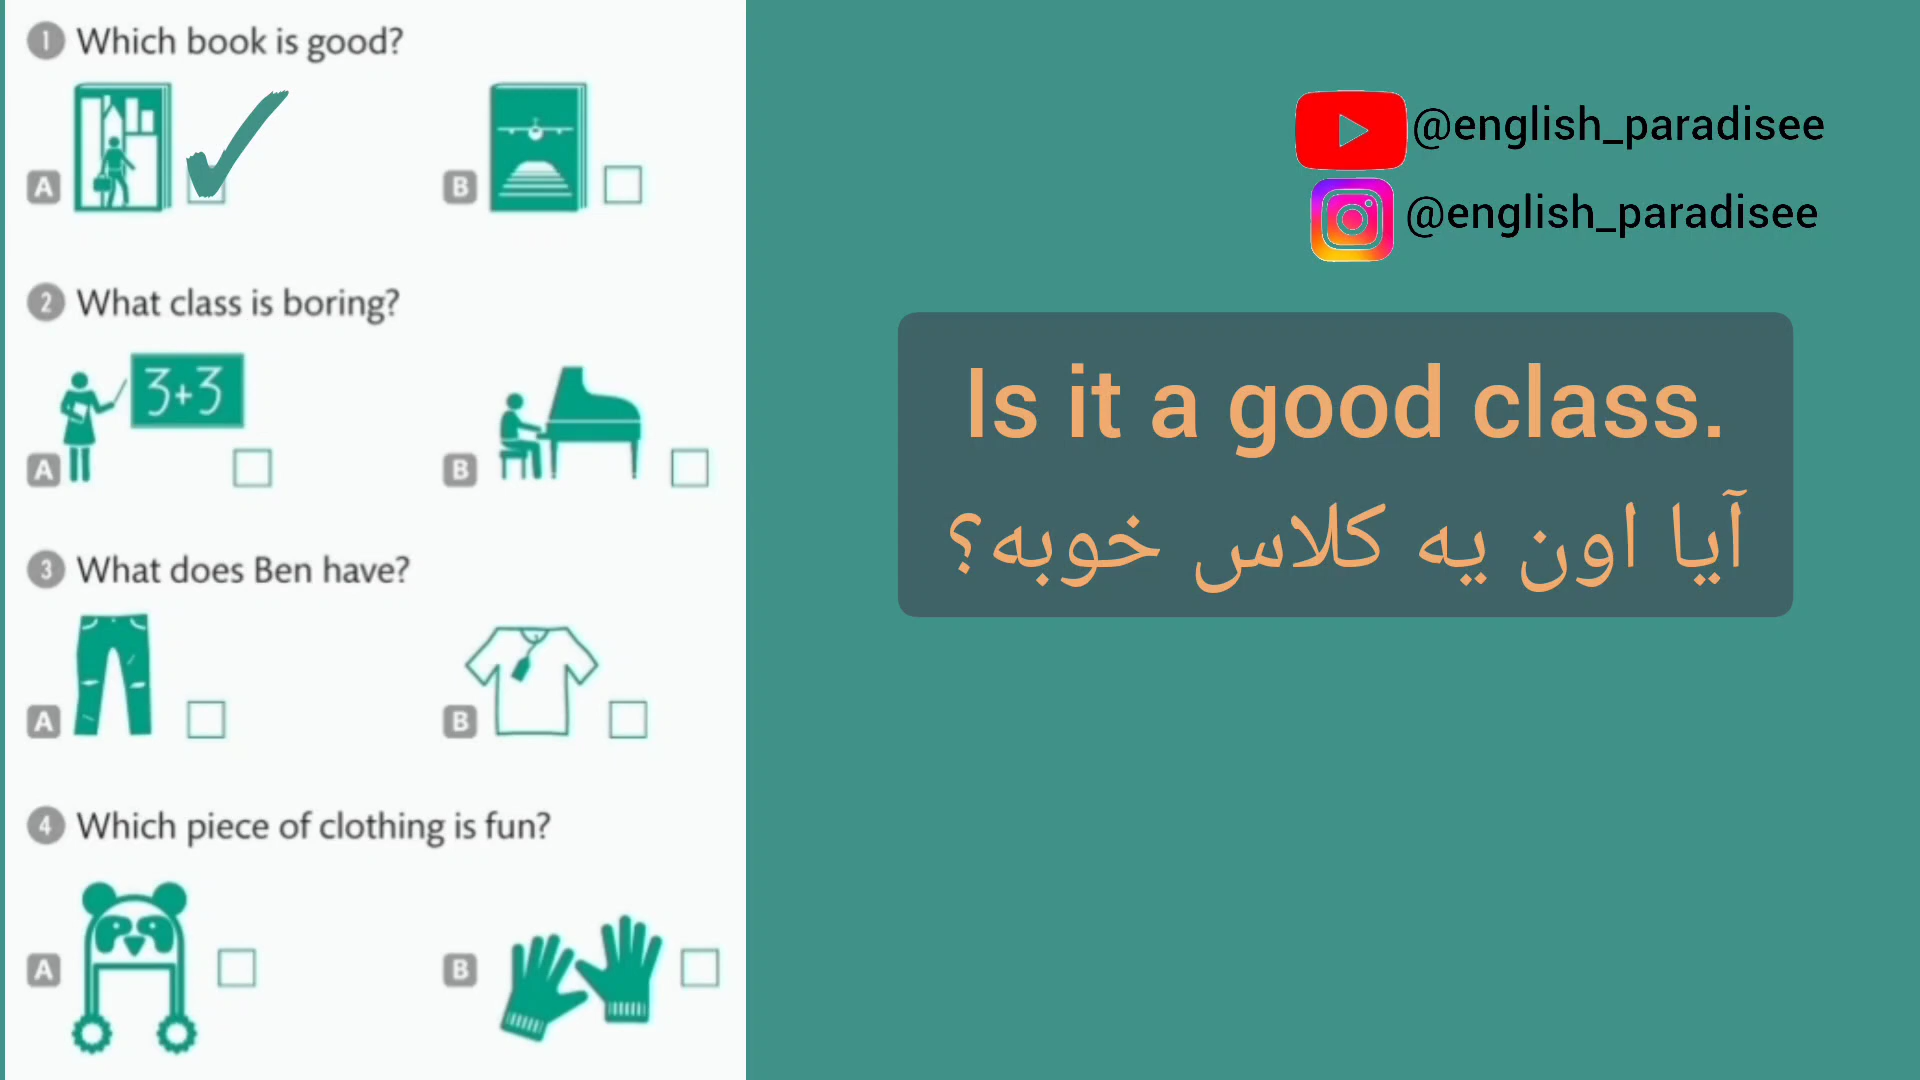 1 Which book is good?
A
B
2 What class is boring?
3+3
A
B
3 What does Ben have?
A
B
4 Which piece of clothing is fun?
A
B
@english_paradisee
@english_paradisee
Is it a good class.
آیا اون یه کلاس خوبه؟